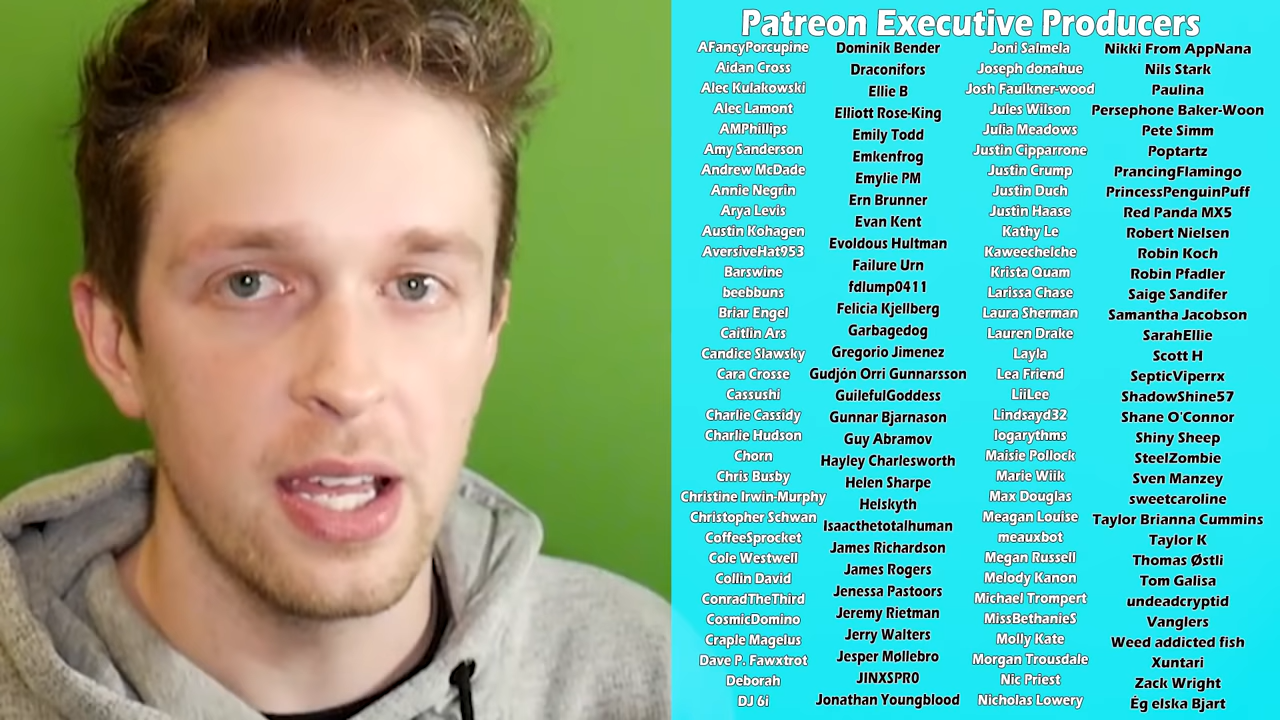 Patreon Executive Producers
AFancyPorcupine
Aidan Cross
Alec Kulakowski
Alec Lamont
AMPhillips
Amy Sanderson
Andrew McDade
Annie Negrin
Arya Levis
Austin Kohagen
AversiveHat953
Barswine
beebbuns
Briar Engel
Caitlin Ars
Candice Slawsky
Cara Crosse
Cassushi
Charlie Cassidy
Charlie Hudson
Chorn
Chris Busby
Christine Irwin-Murphy
Christopher Schwan
CoffeeSprocket
Cole Westwell
Collin David
ConradTheThird
CosmicDomino
Craple Magelus
Dave P. Fawxtrot
Deborah
DJ 6i
Dominik Bender
Draconifors
Ellie B
Elliott Rose-King
Emily Todd
Emkenfrog
Emylie PM
Ern Brunner
Evan Kent
Evoldous Hultman
Failure Urn
fdlump0411
Felicia Kjellberg
Garbagedog
Gregorio Jimenez
Gudjón Orri Gunnarsson
GuilefulGoddess
Gunnar Bjarnason
Guy Abramov
Hayley Charlesworth
Helen Sharpe
Helskyth
Isaacthetotalhuman
James Richardson
James Rogers
Jenessa Pastoors
Jeremy Rietman
Jerry Walters
Jesper Møllebro
JINXSPR0
Jonathan Youngblood
Joni Salmela
Joseph donahue
Josh Faulkner-wood
Jules Wilson
Julia Meadows
Justin Cipparrone
Justin Crump
Justin Duch
Justin Haase
Kathy Le
Kaweechelche
Krista Quam
Larissa Chase
Laura Sherman
Lauren Drake
Layla
Lea Friend
LiiLee
Lindsayd32
logarythms
Maisie Pollock
Marie Wiik
Max Douglas
Meagan Louise
meauxbot
Megan Russell
Melody Kanon
Michael Trompert
MissBethanieS
Molly Kate
Morgan Trousdale
Nic Priest
Nicholas Lowery
Nikki From AppNana
Nils Stark
Paulina
Persephone Baker-Woon
Pete Simm
Poptartz
PrancingFlamingo
PrincessPenguinPuff
Red Panda MX5
Robert Nielsen
Robin Koch
Robin Pfadler
Saige Sandifer
Samantha Jacobson
SarahEllie
Scott H
SepticViperrx
ShadowShine57
Shane O'Connor
Shiny Sheep
SteelZombie
Sven Manzey
sweetcaroline
Taylor Brianna Cummins
Taylor K
Thomas Østli
Tom Galisa
undeadcryptid
Vanglers
Weed addicted fish
Xuntari
Zack Wright
Ég elska Bjart